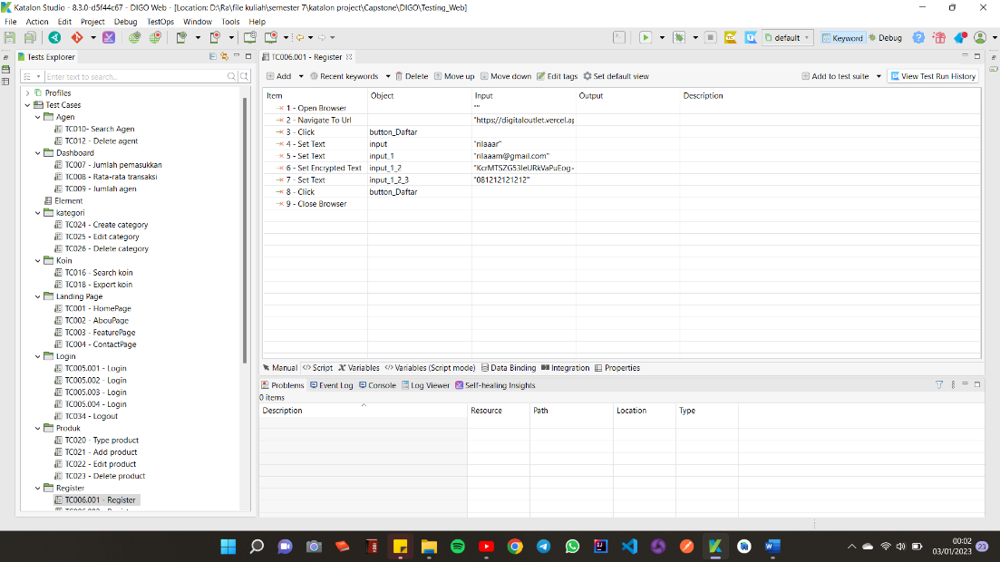 Katalon Studio - 8.3.0-d5f44c67 - DIGO Web - [Location: D:\Ra\file kuliah\semester 7\katalon project\Capstone\DIGO\Testing_Web]
File Action Edit Project Debug TestOps Window Tools Help
default Keyword Debug
Tests Explorer
Enter text to search...
Profiles
Test Cases
Agen
TC010- Search Agen
TC012 - Delete agent
Dashboard
TC007 - Jumlah pemasukkan
TC008 - Rata-rata transaksi
TC009 - Jumlah agen
Element
kategori
TC024 - Create category
TC025 - Edit category
TC026 - Delete category
Koin
TC016 - Search koin
TC018 - Export koin
Landing Page
TC001 - HomePage
TC002 - AbouPage
TC003 - FeaturePage
TC004 - ContactPage
Login
TC005.001 - Login
TC005.002 - Login
TC005.003 - Login
TC005.004 - Login
TC034 - Logout
Produk
TC020 - Type product
TC021 - Add product
TC022 - Edit product
TC023 - Delete product
Register
TC006.001 - Register
TC006.001 - Register
Add Recent keywords Delete Move up Move down Edit tags Set default view Add to test suite View Test Run History
Item Object Input Output Description
1 - Open Browser ""
2 - Navigate To Url "https://digitaloutlet.vercel.ap
3 - Click button_Daftar
4 - Set Text input "rilaaar"
5 - Set Text input_1 "rilaaarn@gmail.com"
6 - Set Encrypted Text input_1_2
7 - Set Text input_1_2_3 "081212121212"
8 - Click button_Daftar
9 - Close Browser
Manual Script Variables Variables (Script mode) Data Binding Integration Properties
Problems Event Log Console Log Viewer Self-healing Insights
0 items
Description Resource Path Location Type
00:02
03/01/2023
23